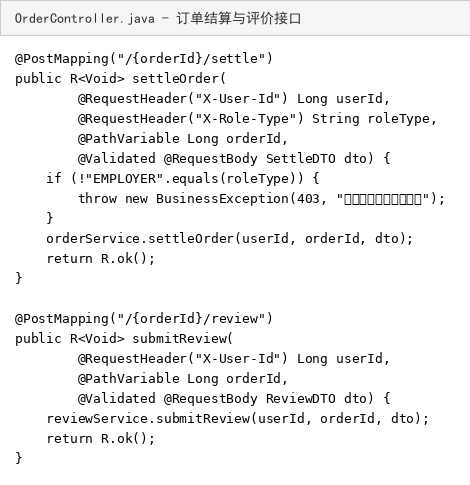 OrderController.java — 订单结算与评价接口
@PostMapping("/{orderId}/settle")
public R<Void> settleOrder(
        @RequestHeader("X-User-Id") Long userId,
        @RequestHeader("X-Role-Type") String roleType,
        @PathVariable Long orderId,
        @Validated @RequestBody SettleDTO dto) {
    if (!"EMPLOYER".equals(roleType)) {
        throw new BusinessException(403, "");
    }
    orderService.settleOrder(userId, orderId, dto);
    return R.ok();
}
@PostMapping("/{orderId}/review")
public R<Void> submitReview(
        @RequestHeader("X-User-Id") Long userId,
        @PathVariable Long orderId,
        @Validated @RequestBody ReviewDTO dto) {
    reviewService.submitReview(userId, orderId, dto);
    return R.ok();
}